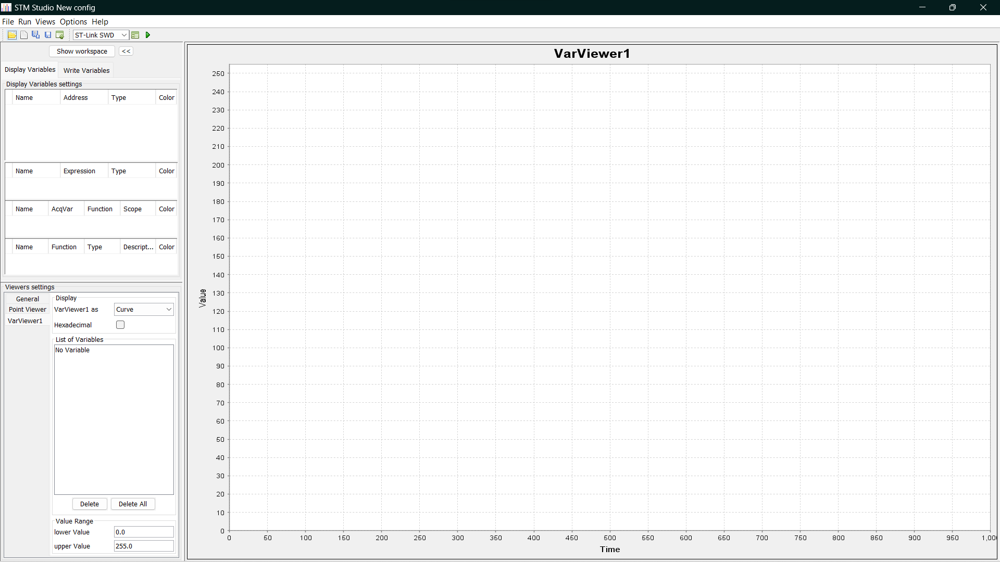 STM Studio New config
File Run Views Options Help
ST-Link SWD
Show workspace <<
Display Variables Write Variables
Display Variables settings
Name Address Type Color
Name Expression Type Color
Name AcqVar Function Scope Color
Name Function Type Descript... Color
Viewers settings
General
Point Viewer
VarViewer1
Display
VarViewer1 as Curve
Hexadecimal
List of Variables
No Variable
Delete Delete All
Value Range
lower Value 0.0
upper Value 255.0
VarViewer1
250
240
230
220
210
200
190
180
170
160
150
140
130
120
110
100
90
80
70
60
50
40
30
20
10
0
Value
0 50 100 150 200 250 300 350 400 450 500 550 600 650 700 750 800 850 900 950 1,00
Time